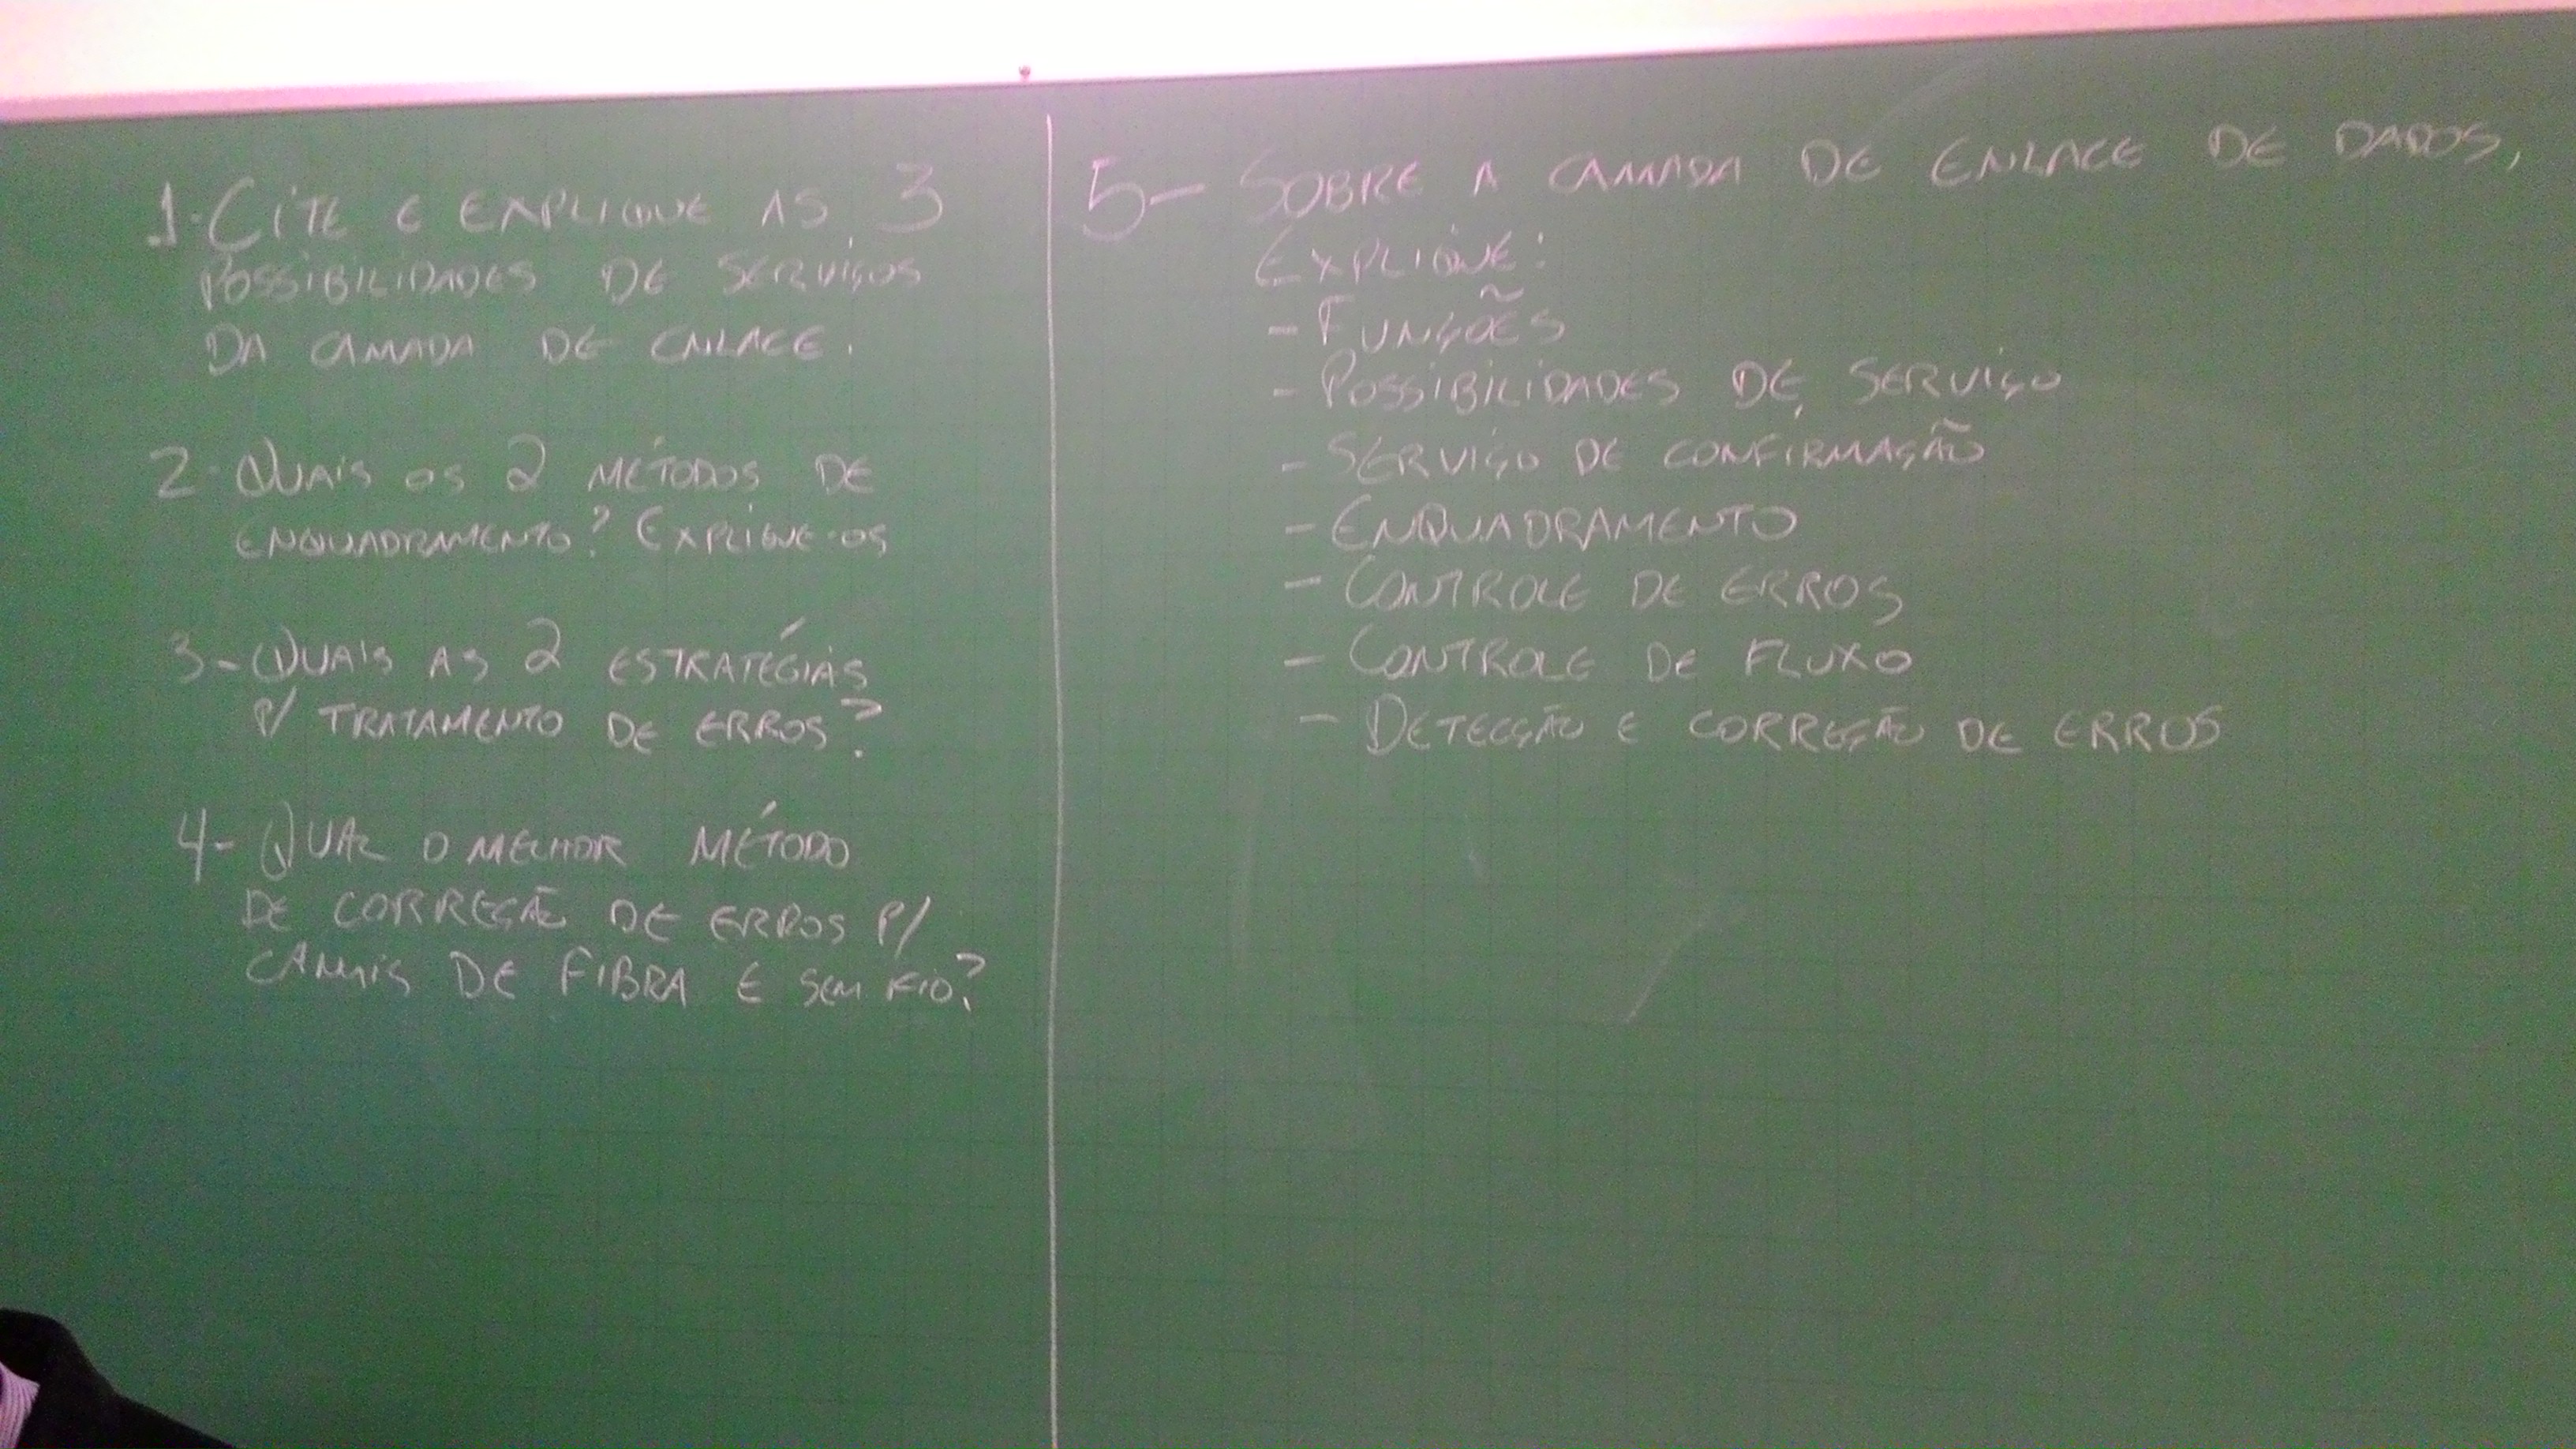 1-CITE E EXPLIQUE AS 3
POSSIBILIDADES DE SERVIÇOS
DA CAMADA DE ENLACE.
2-QUAIS OS 2 MÉTODOS DE
ENQUADRAMENTO? EXPLIQUE-OS
3-QUAIS AS 2 ESTRATÉGIAS
P/ TRATAMENTO DE ERROS?
4-QUAL O MELHOR MÉTODO
DE CORREÇÃO DE ERROS P/
CANAIS DE FIBRA E SEM FIO?
5- SOBRE A CAMADA DE ENLACE DE DADOS,
EXPLIQUE:
- FUNÇÕES
- POSSIBILIDADES DE SERVIÇO
- SERVIÇO DE CONFIRMAÇÃO
- ENQUADRAMENTO
- CONTROLE DE ERROS
- CONTROLE DE FLUXO
- DETECÇÃO E CORREÇÃO DE ERROS